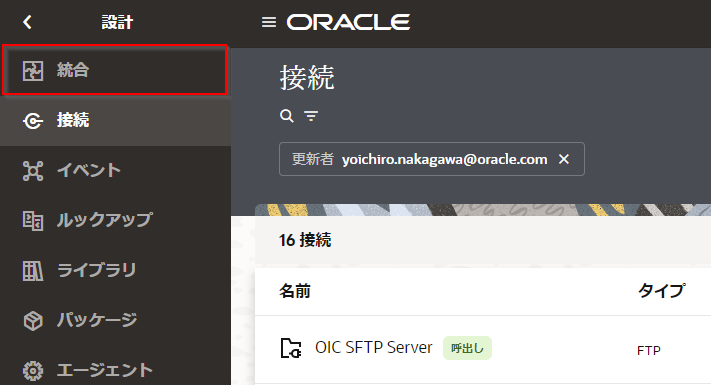 設計
統合
接続
イベント
ルックアップ
ライブラリ
パッケージ
エージェント
ORACLE
接続
更新者 yoichiro.nakagawa@oracle.com ×
16 接続
名前 タイプ
OIC SFTP Server 呼出し FTP